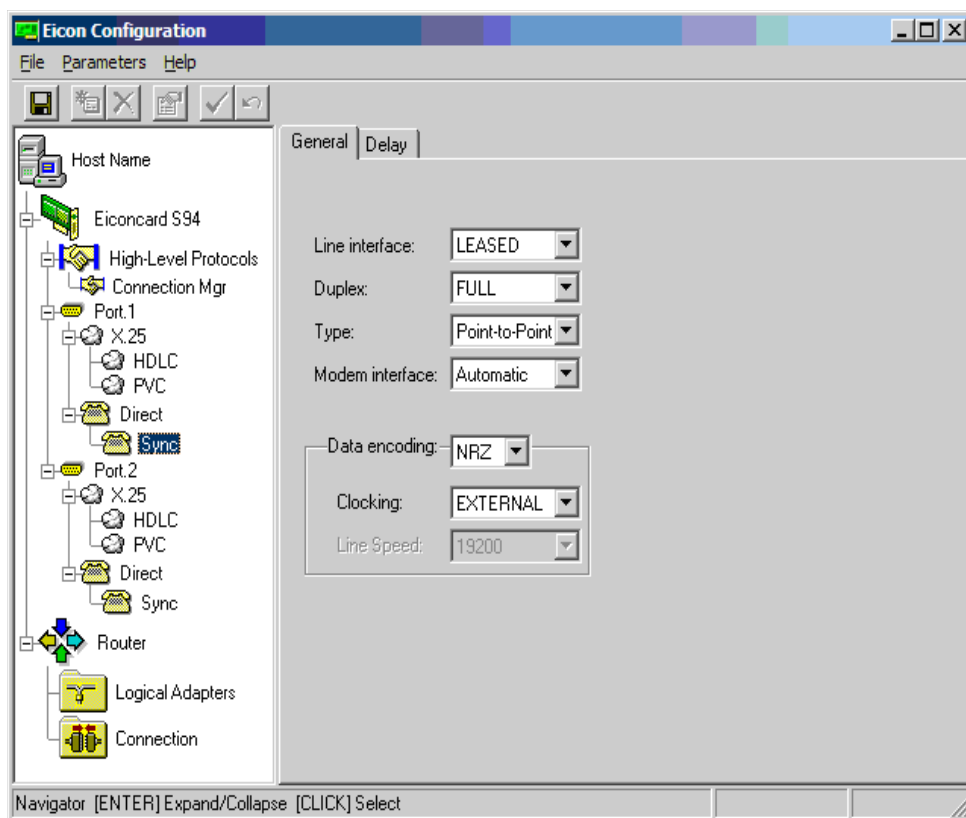 Eicon Configuration
File Parameters Help
Host Name
Eiconcard S94
High-Level Protocols
Connection Mgr
Port.1
X.25
HDLC
PVC
Direct
Sync
Port.2
X.25
HDLC
PVC
Direct
Sync
Router
Logical Adapters
Connection
General Delay
Line interface: LEASED
Duplex: FULL
Type: Point-to-Point
Modem interface: Automatic
Data encoding: NRZ
Clocking: EXTERNAL
Line Speed: 19200
Navigator [ENTER] Expand/Collapse [CLICK] Select